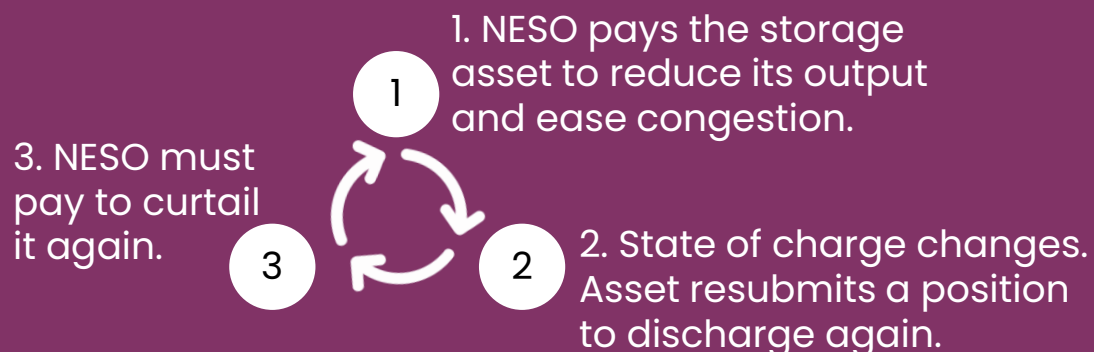 1. NESO pays the storage
asset to reduce its output
and ease congestion.
1
3. NESO must
pay to curtail
it again.
3
2
2. State of charge changes.
Asset resubmits a position
to discharge again.